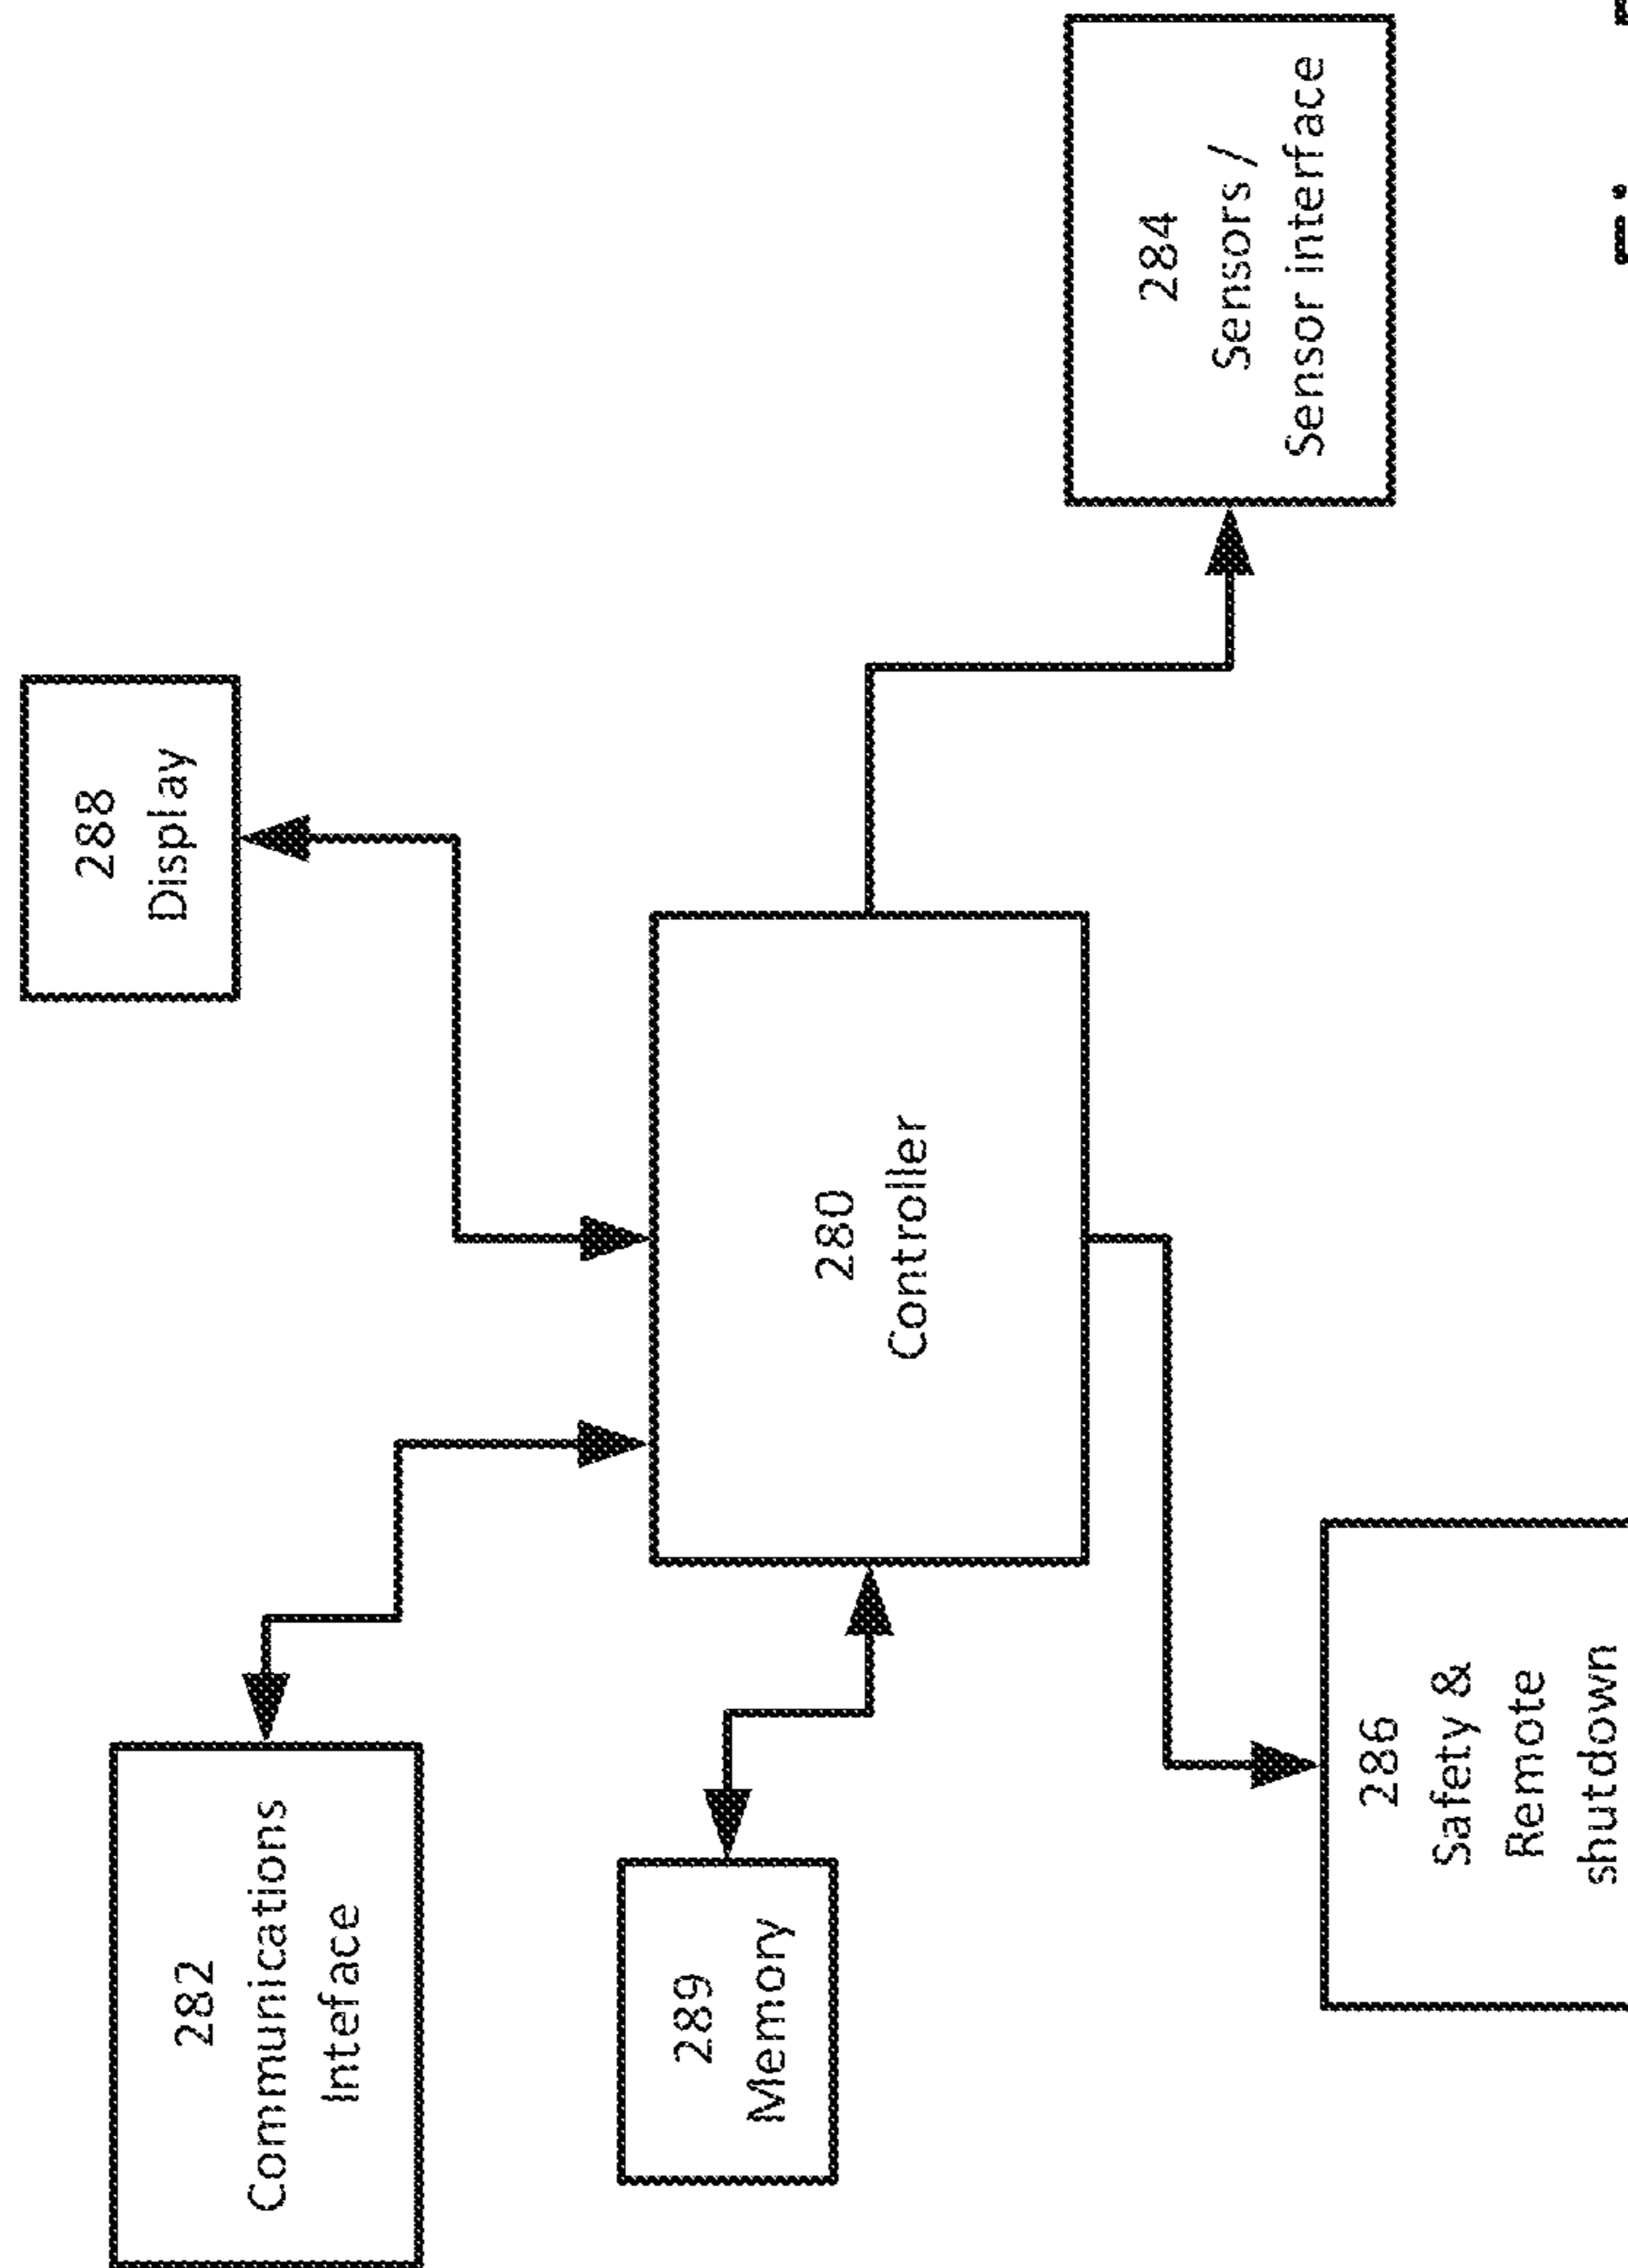 282
Communications
Inteface
288
Display
289
Memory
280
Controller
286
Safety &
Remote
shutdown
284
Sensors /
Sensor interface